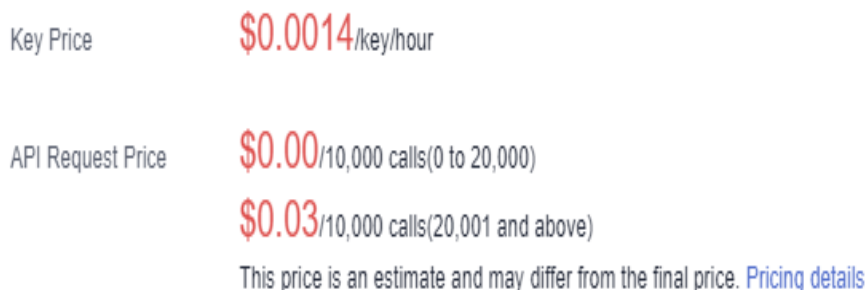 Key Price $0.0014/key/hour
API Request Price $0.00/10,000 calls(0 to 20,000)
$0.03/10,000 calls(20,001 and above)
This price is an estimate and may differ from the final price. Pricing details